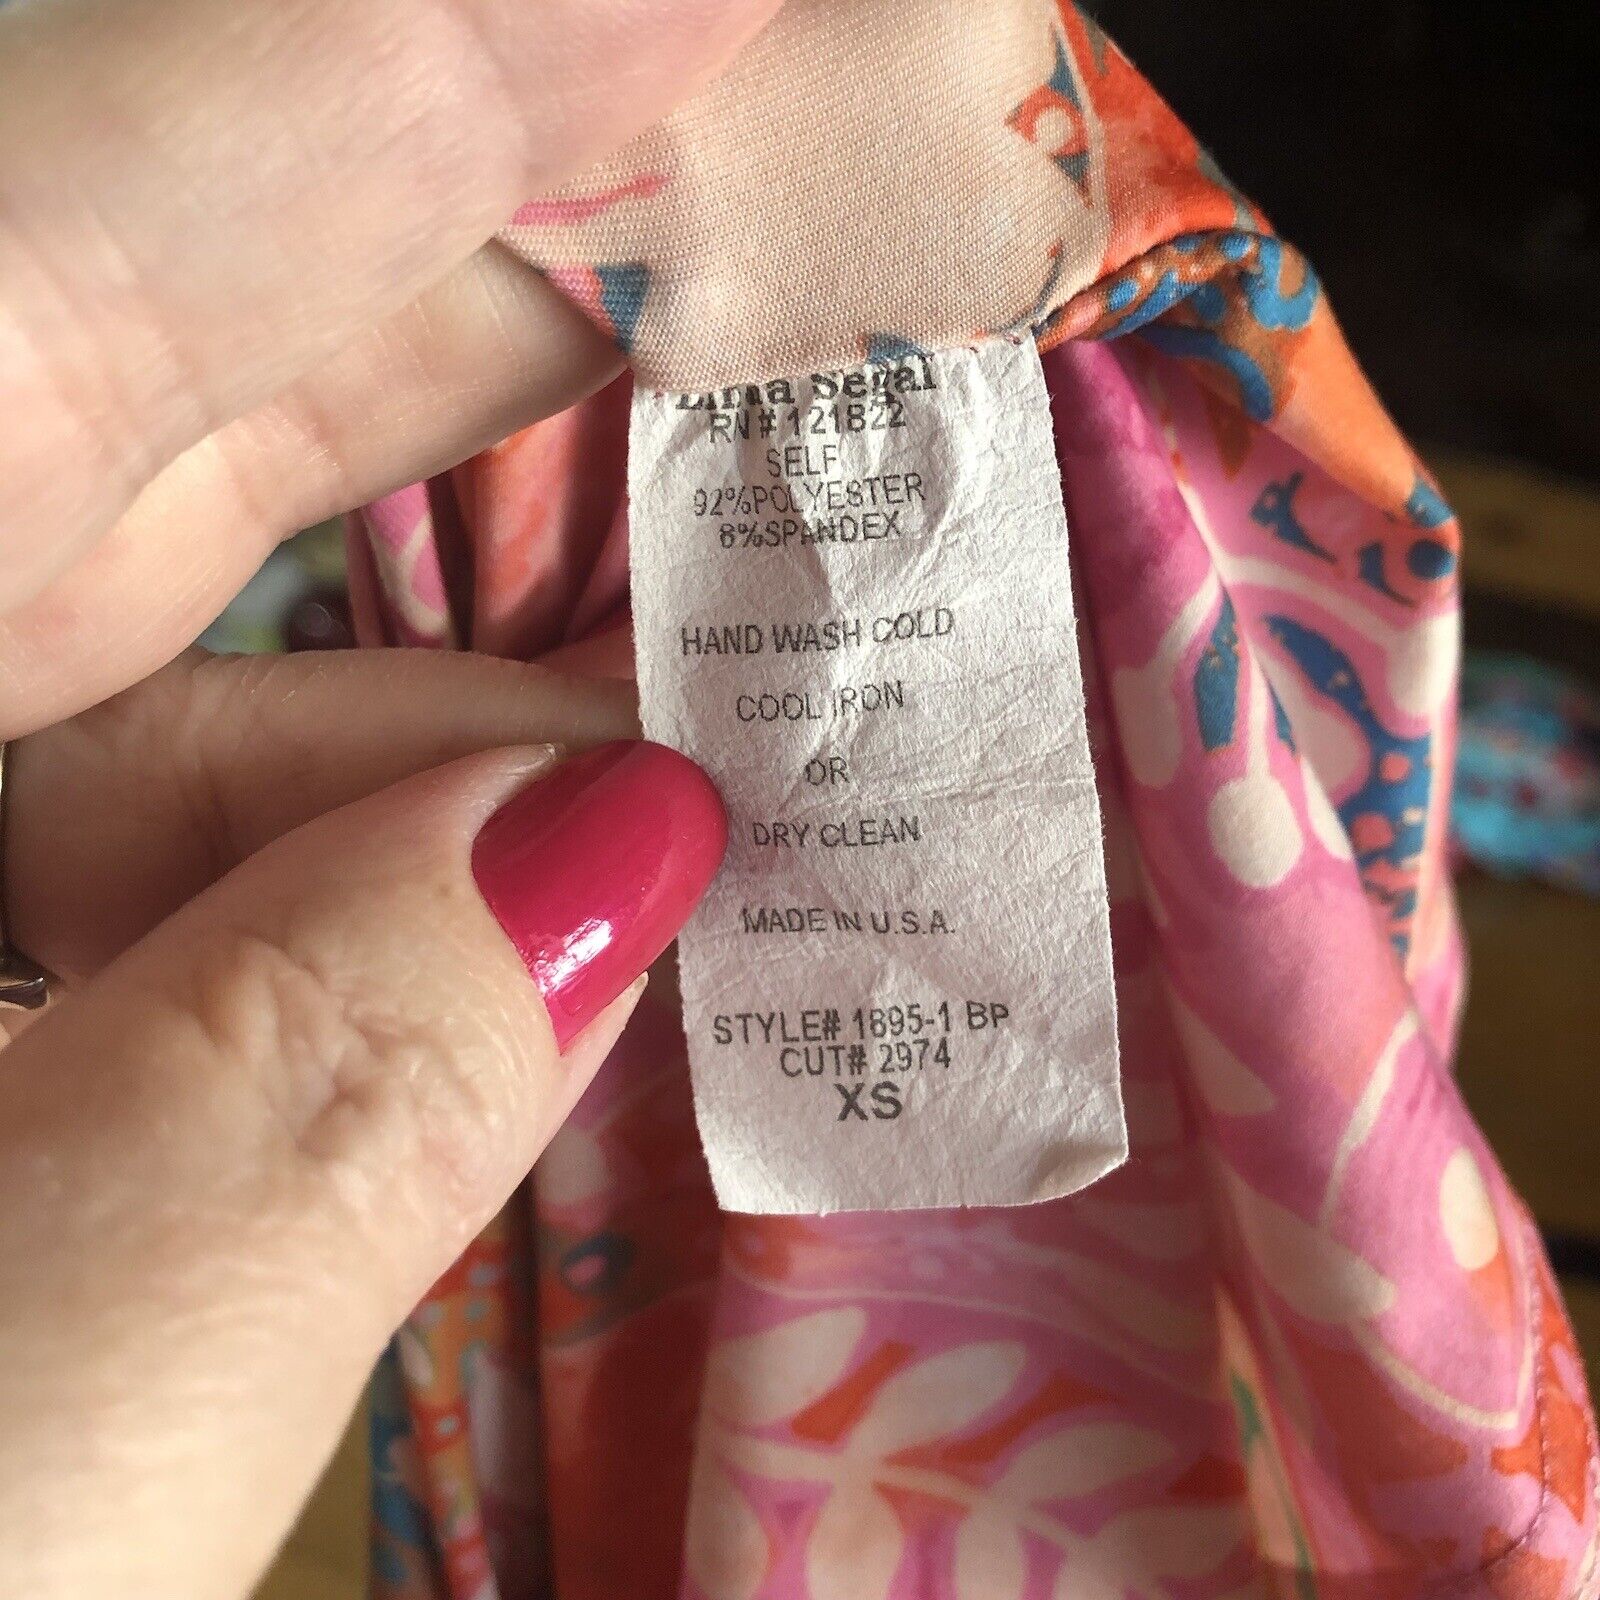 Segal
RN # 121822
SELF
92%POLYESTER
8%SPANDEX
HAND WASH COLD
COOL IRON
OR
DRY CLEAN
MADE IN U.S.A.
STYLE# 1895-1 BP
CUT# 2974
XS